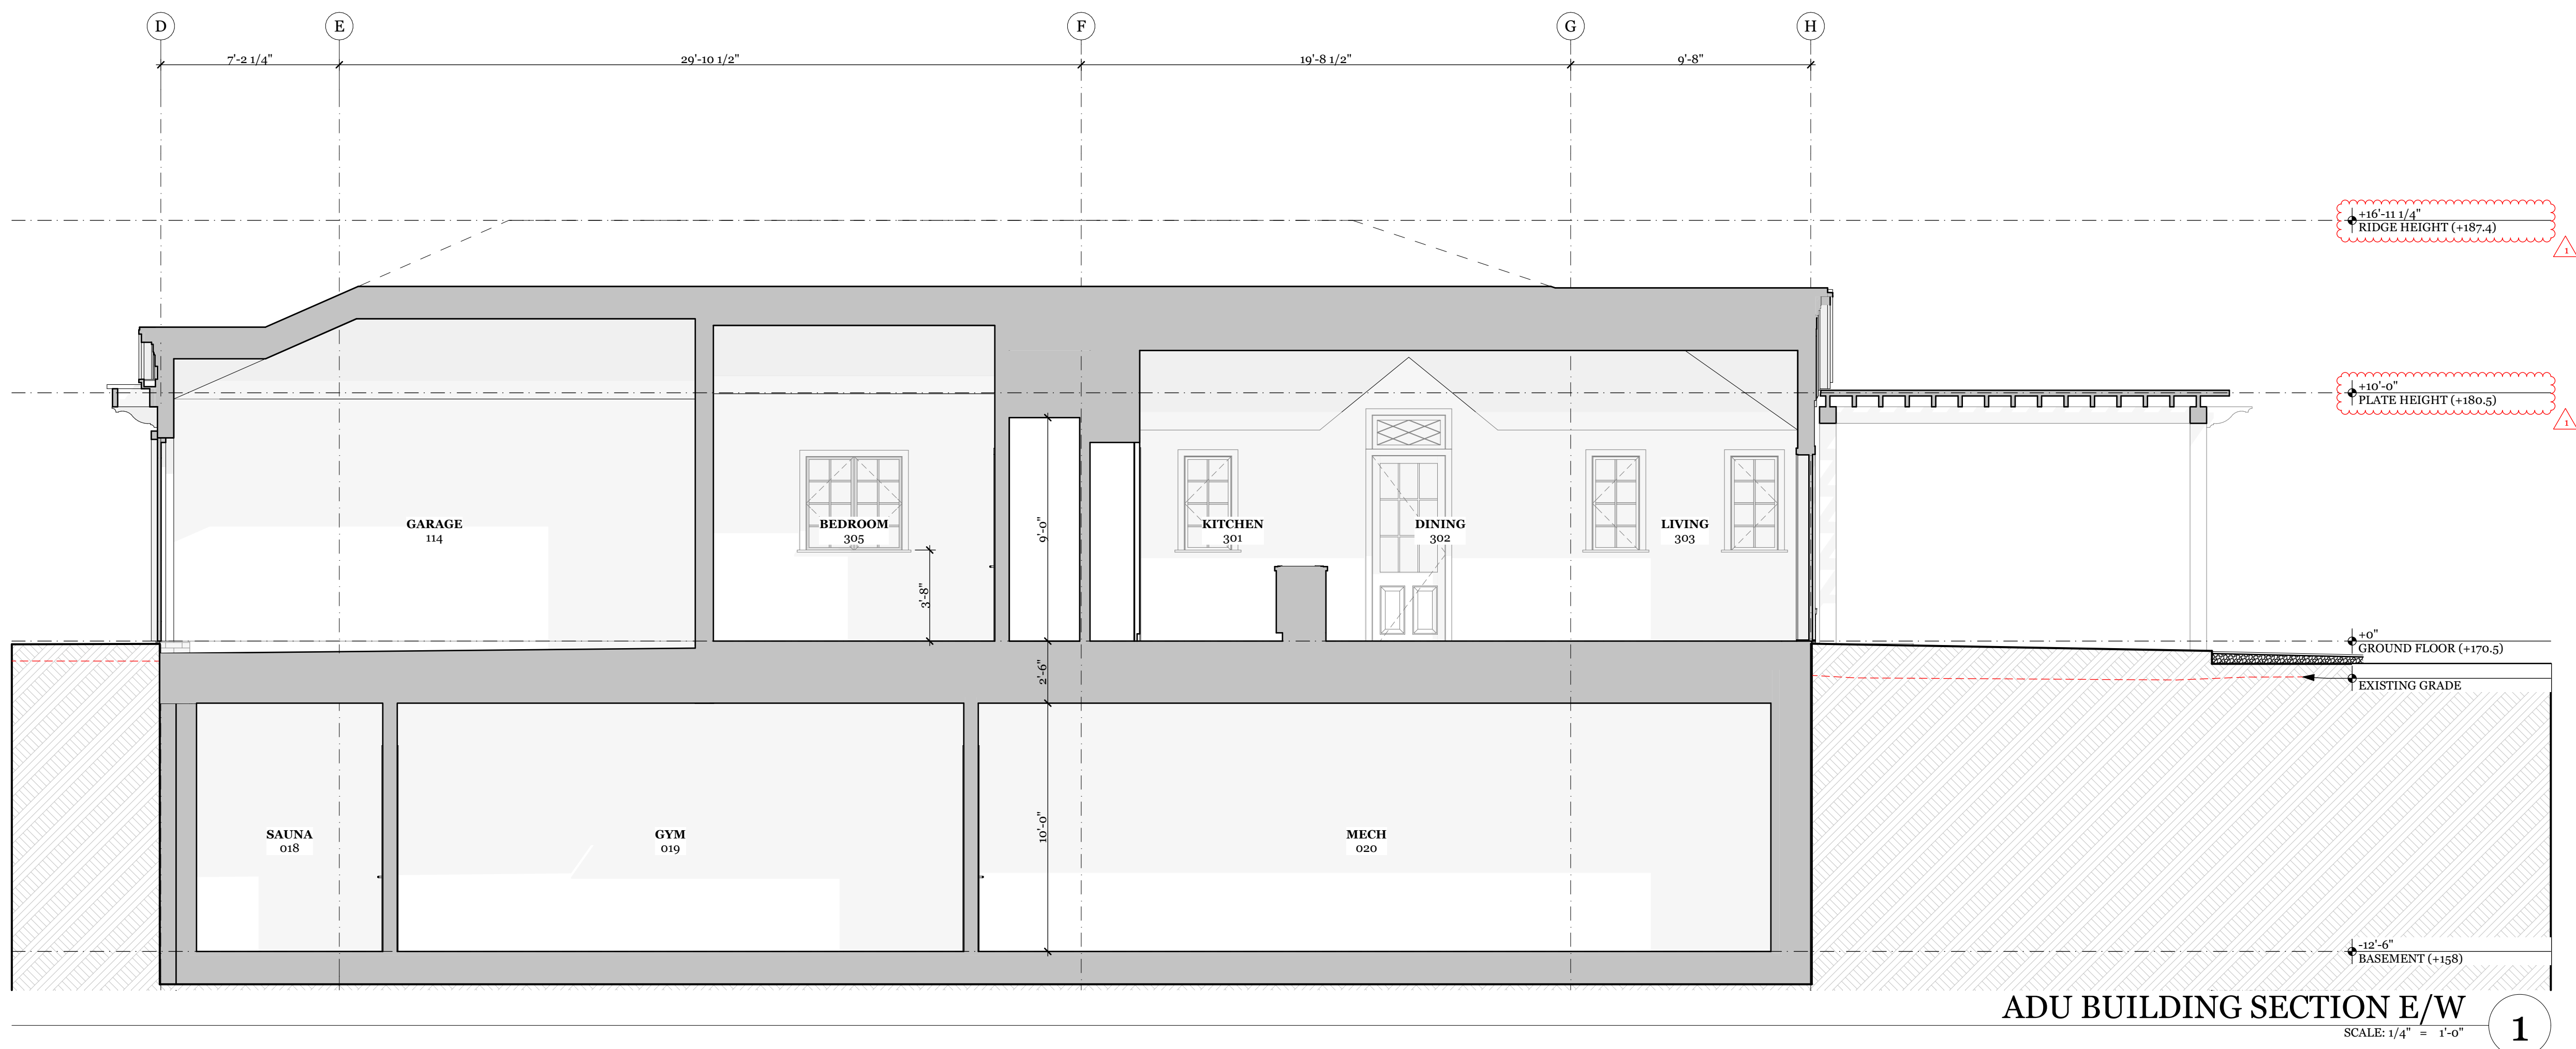 D
E
F
G
H
7'-2 1/4"
29'-10 1/2"
19'-8 1/2"
9'-8"
+16'-11 1/4"
RIDGE HEIGHT (+187.4)
1
+10'-0"
PLATE HEIGHT (+180.5)
1
GARAGE
114
BEDROOM
305
9'-0"
KITCHEN
301
DINING
302
LIVING
303
3'-8"
+0"
GROUND FLOOR (+170.5)
2'-6"
EXISTING GRADE
SAUNA
018
GYM
019
10'-0"
MECH
020
-12'-6"
BASEMENT (+158)
ADU BUILDING SECTION E/W
SCALE: 1/4" = 1'-0"
1